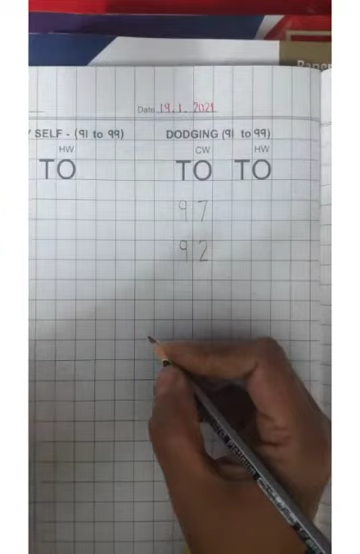 Paper
Date 19.1.2021
SELF - (91 to 99)
DODGING (91 to 99)
HW
CW
HW
TO
TO
TO
97
92